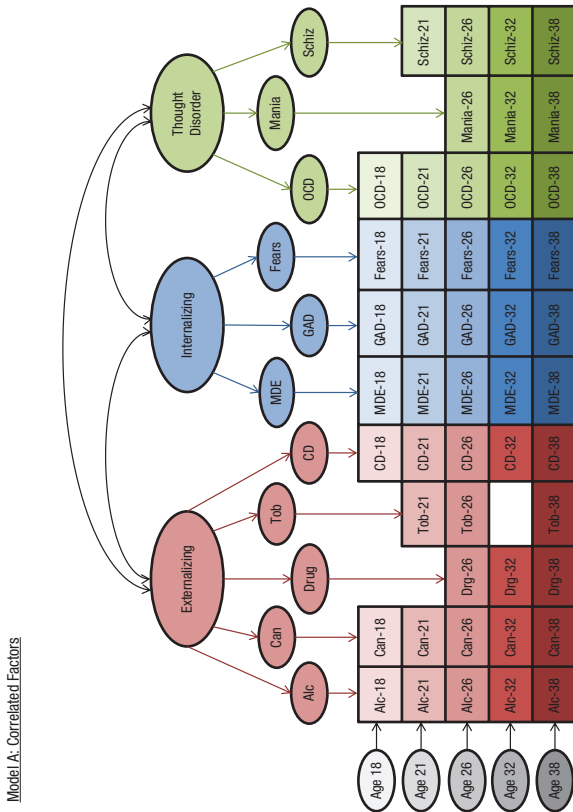 Model A: Correlated Factors
Externalizing
Internalizing
Thought
Disorder
Alc
Can
Drug
Tob
CD
MDE
GAD
Fears
OCD
Mania
Schiz
Age 18
Alc-18
Can-18
CD-18
MDE-18
GAD-18
Fears-18
OCD-18
Age 21
Alc-21
Can-21
Tob-21
CD-21
MDE-21
GAD-21
Fears-21
OCD-21
Schiz-21
Age 26
Alc-26
Can-26
Drg-26
Tob-26
CD-26
MDE-26
GAD-26
Fears-26
OCD-26
Mania-26
Schiz-26
Age 32
Alc-32
Can-32
Drg-32
CD-32
MDE-32
GAD-32
Fears-32
OCD-32
Mania-32
Schiz-32
Age 38
Alc-38
Can-38
Drg-38
Tob-38
CD-38
MDE-38
GAD-38
Fears-38
OCD-38
Mania-38
Schiz-38